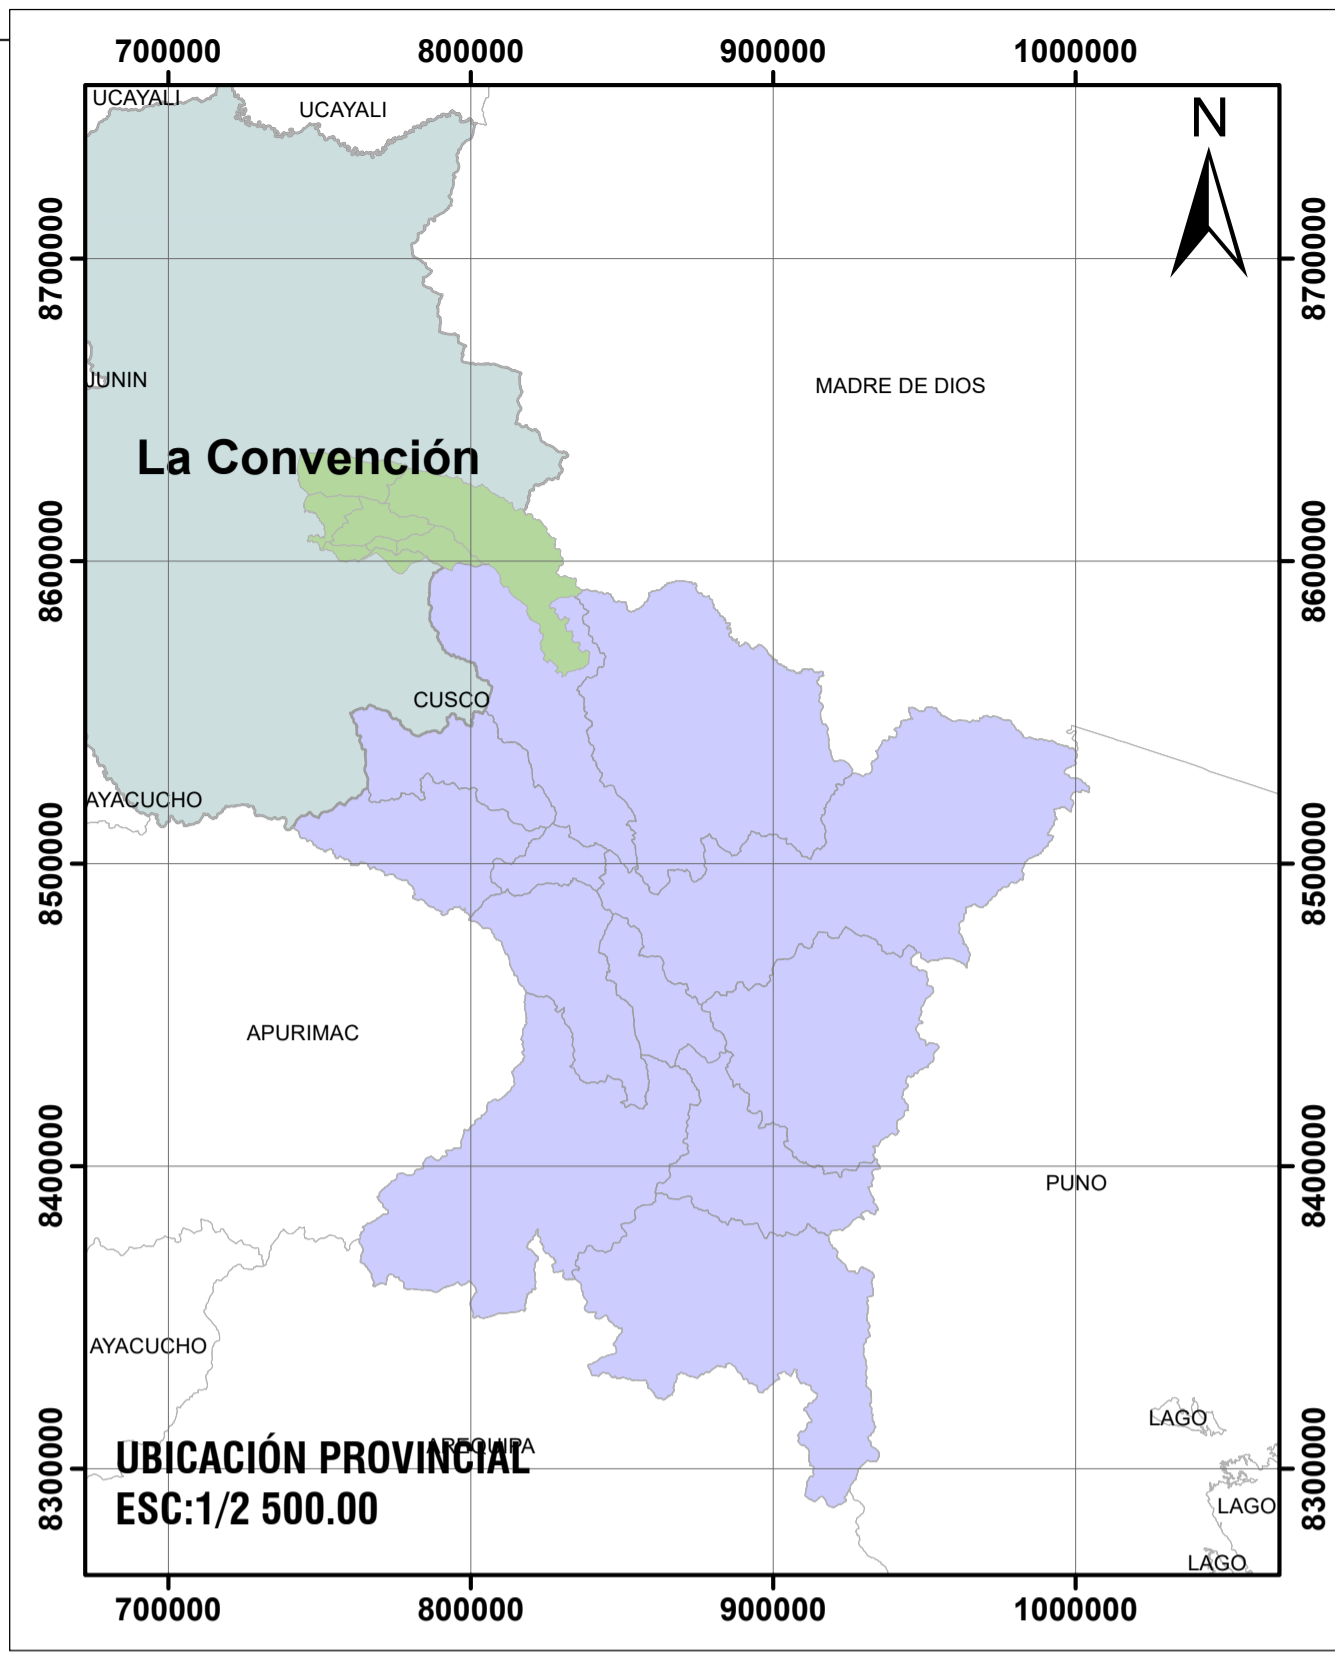 700000 800000 900000 1000000
UCAYALI
UCAYALI
N
8700000
8700000
JUNIN
MADRE DE DIOS
La Convención
8600000
8600000
CUSCO
AYACUCHO
8500000
8500000
APURIMAC
8400000
8400000
PUNO
AYACUCHO
LAGO
AREQUIPA
UBICACIÓN PROVINCIAL
8300000
8300000
ESC:1/2 500.00
LAGO
LAGO
700000 800000 900000 1000000